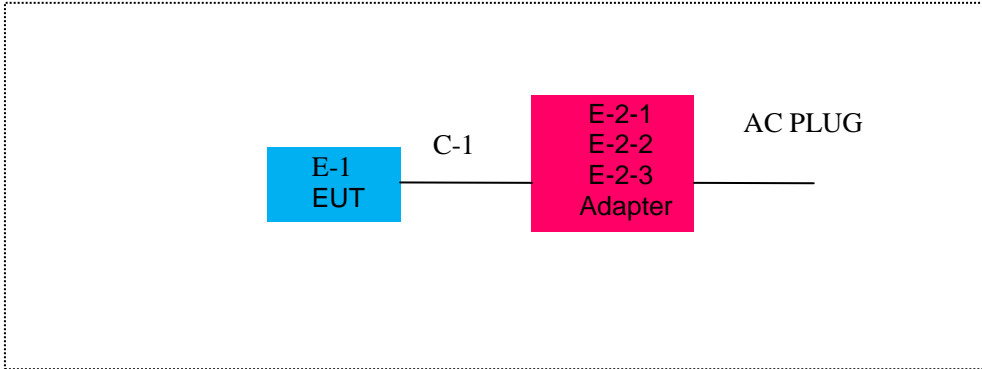 E-1
EUT
C-1
E-2-1
E-2-2
E-2-3
Adapter
AC PLUG